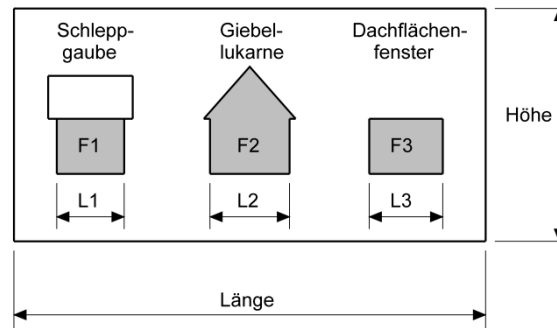 Schlepp-
gaube
Giebel-
lukarne
Dachflächen-
fenster
Höhe
F1
F2
F3
L1
L2
L3
Länge